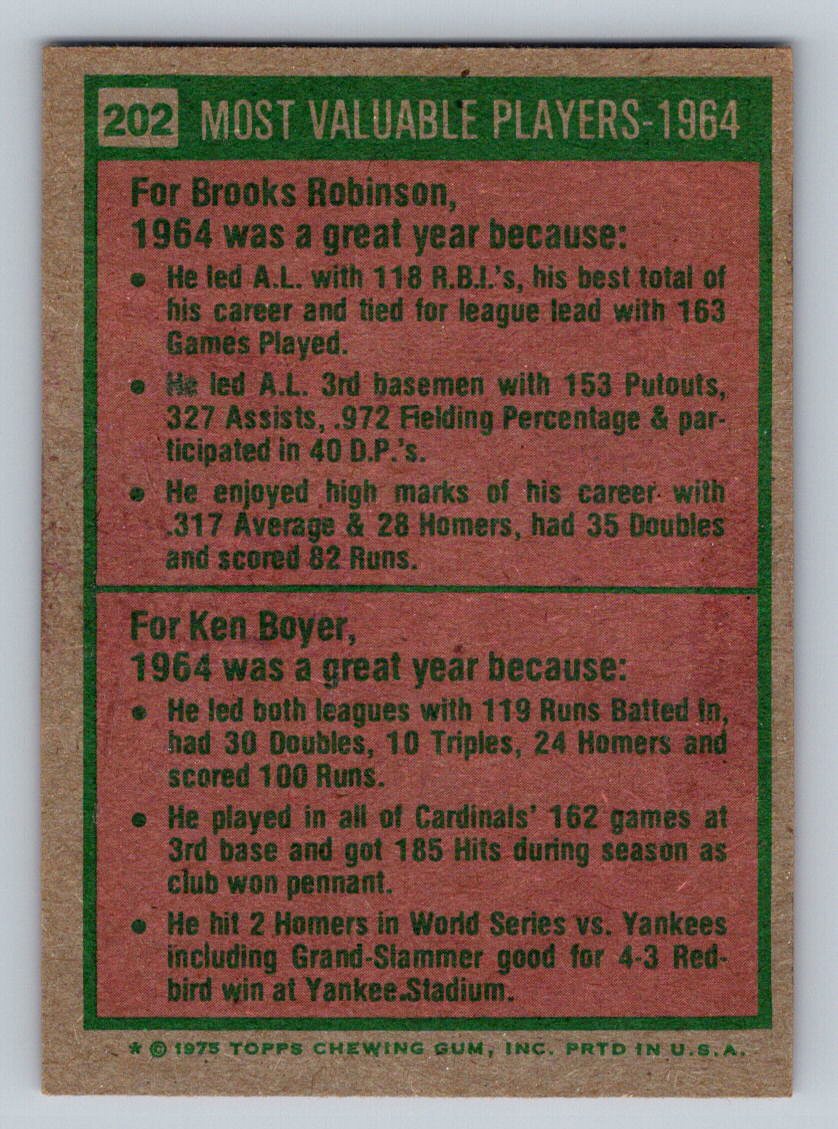 202 MOST VALUABLE PLAYERS-1964
For Brooks Robinson,
1964 was a great year because:
• He led A.L. with 118 R.B.I.'s, his best total of
his career and tied for league lead with 163
Games Played.
• He led A.L. 3rd basemen with 153 Putouts,
327 Assists, .972 Fielding Percentage & par-
ticipated in 40 D.P.'s.
• He enjoyed high marks of his career with
.317 Average & 28 Homers, had 35 Doubles
and scored 82 Runs.
For Ken Boyer,
1964 was a great year because:
• He led both leagues with 119 Runs Batted In,
had 30 Doubles, 10 Triples, 24 Homers and
scored 100 Runs.
• He played in all of Cardinals' 162 games at
3rd base and got 185 Hits during season as
club won pennant.
• He hit 2 Homers in World Series vs. Yankees
including Grand-Slammer good for 4-3 Red-
bird win at Yankee Stadium.
* © 1975 TOPPS CHEWING GUM, INC. PRTD IN U.S.A.